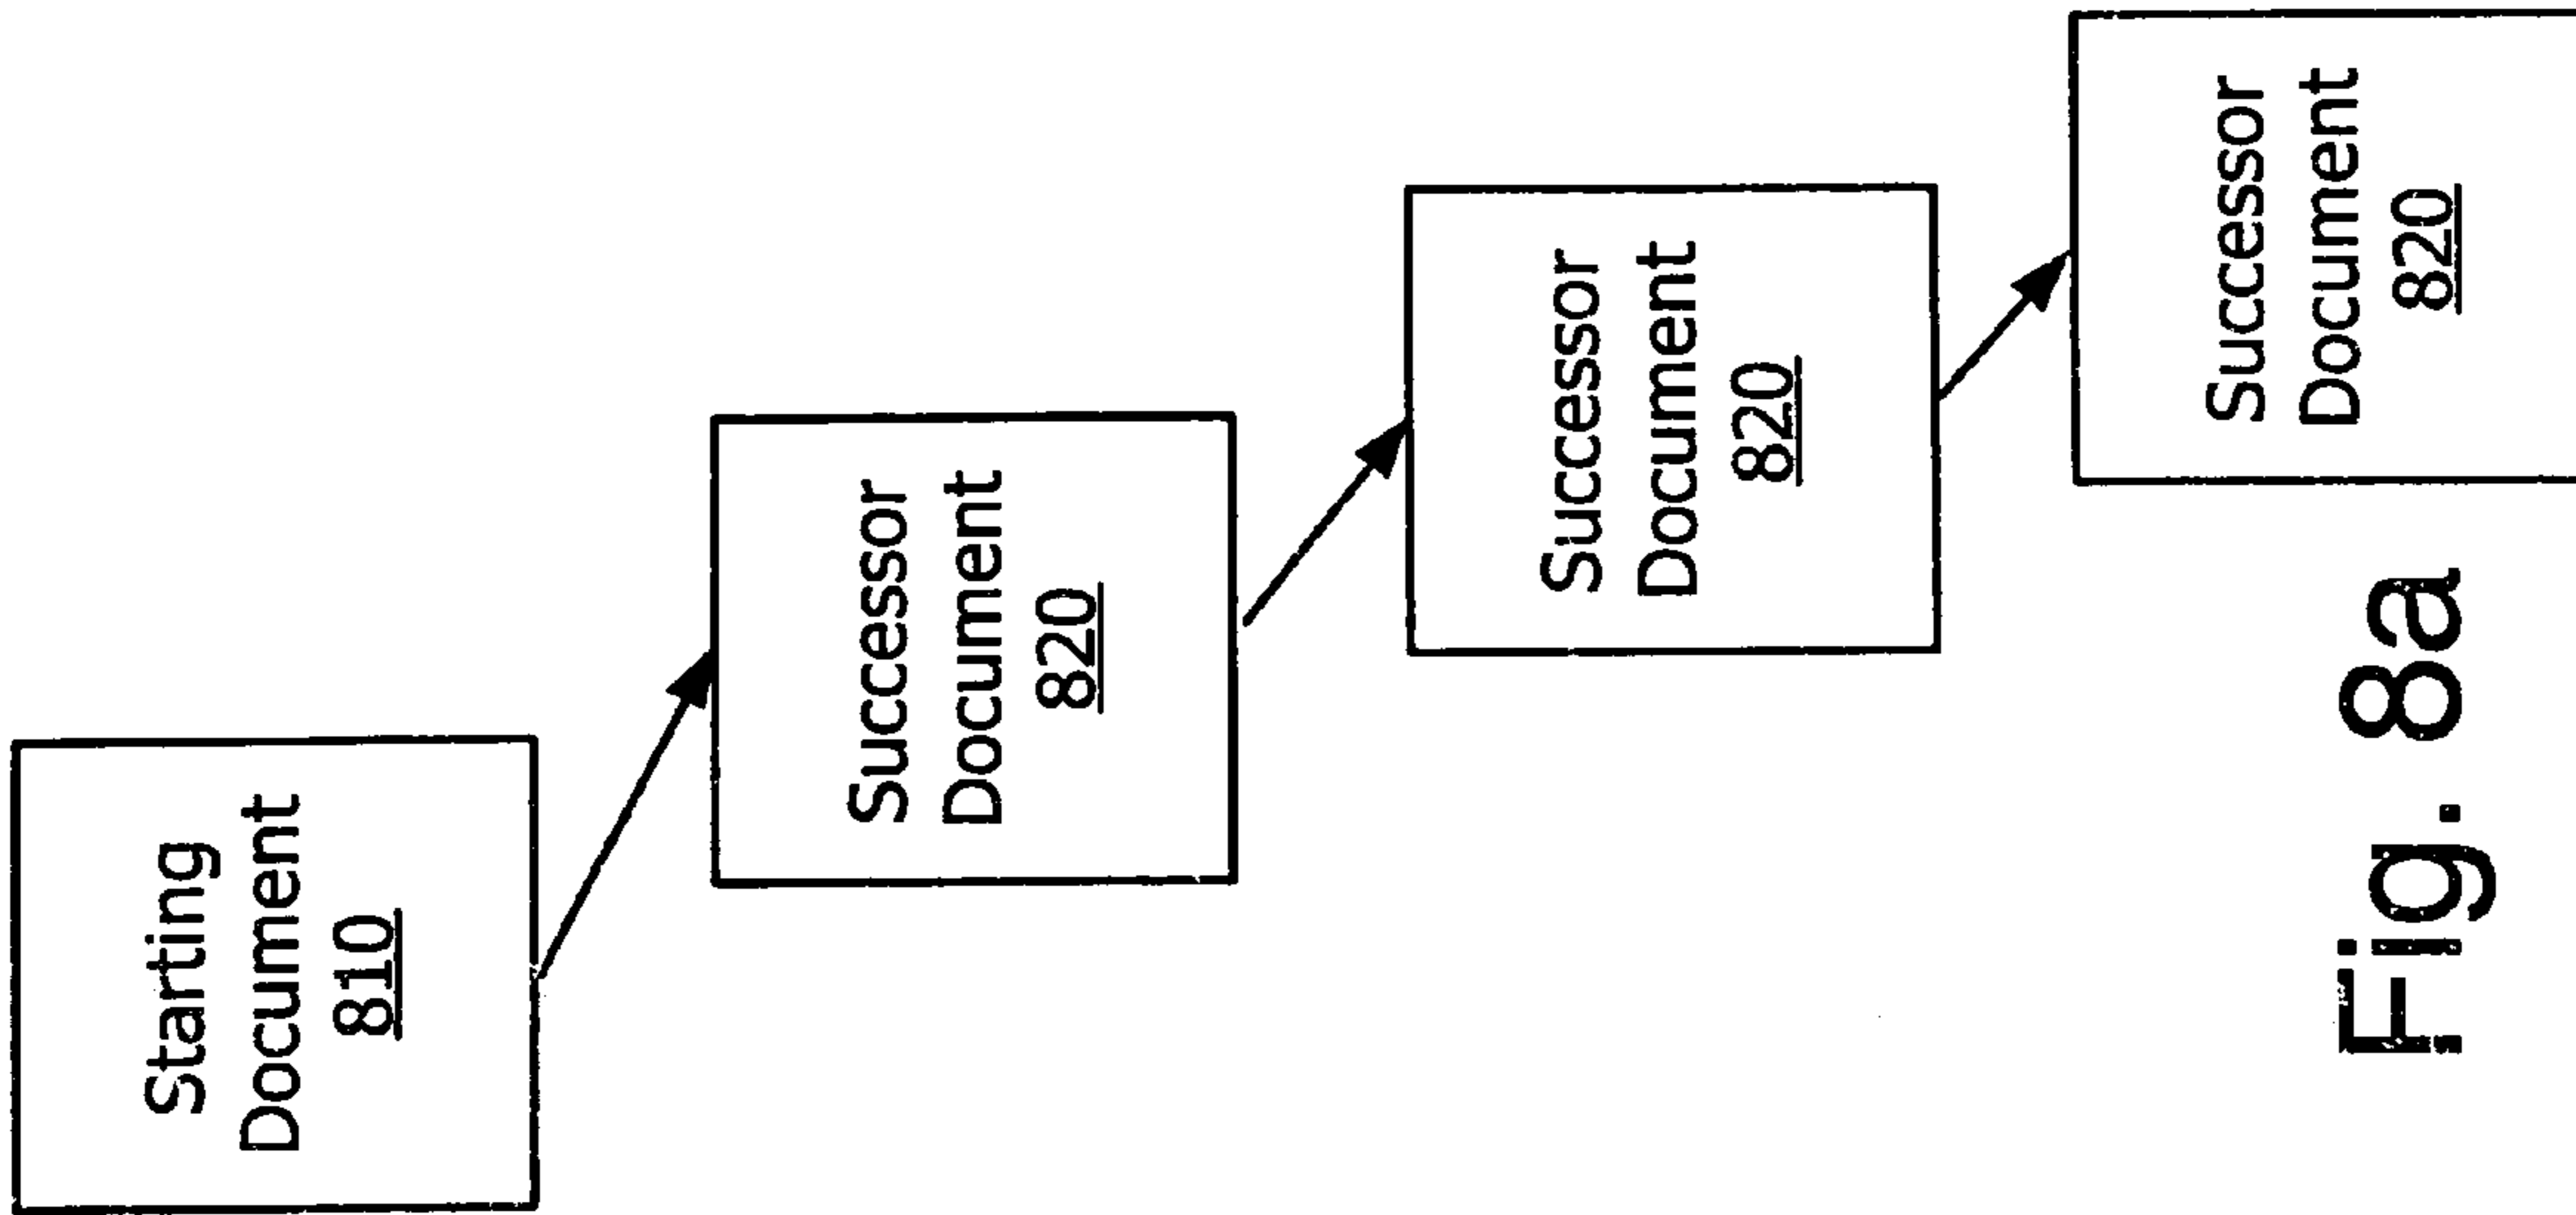 Starting
Document
810
Successor
Document
820
Successor
Document
820
Successor
Document
820
Fig. 8a